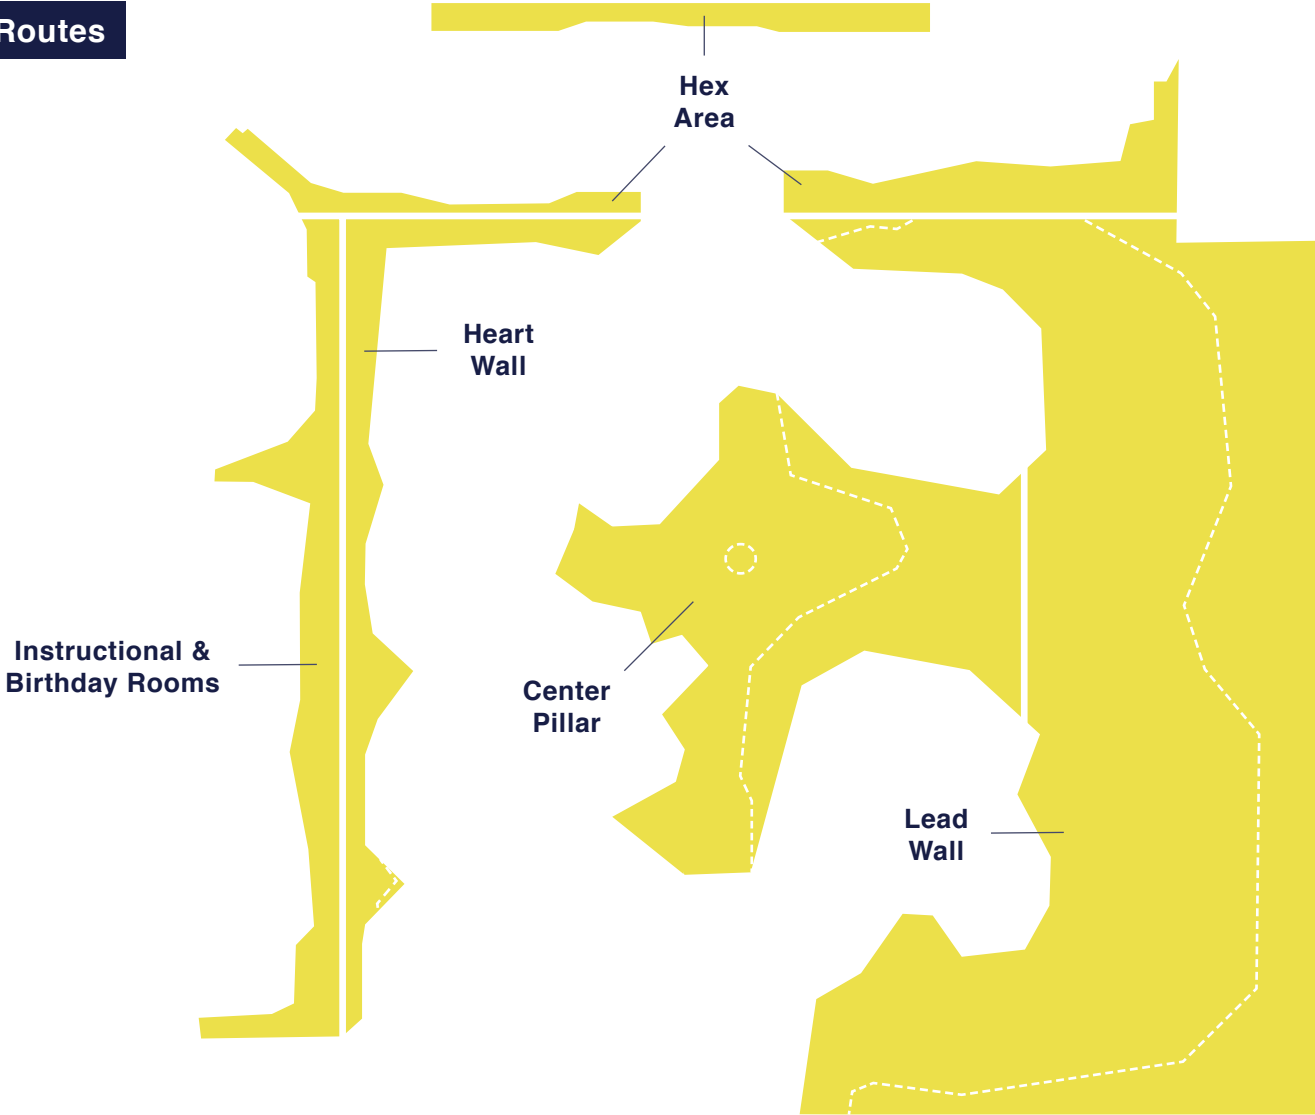 Routes
Hex
Area
Heart
Wall
Instructional &
Birthday Rooms
Center
Pillar
Lead
Wall